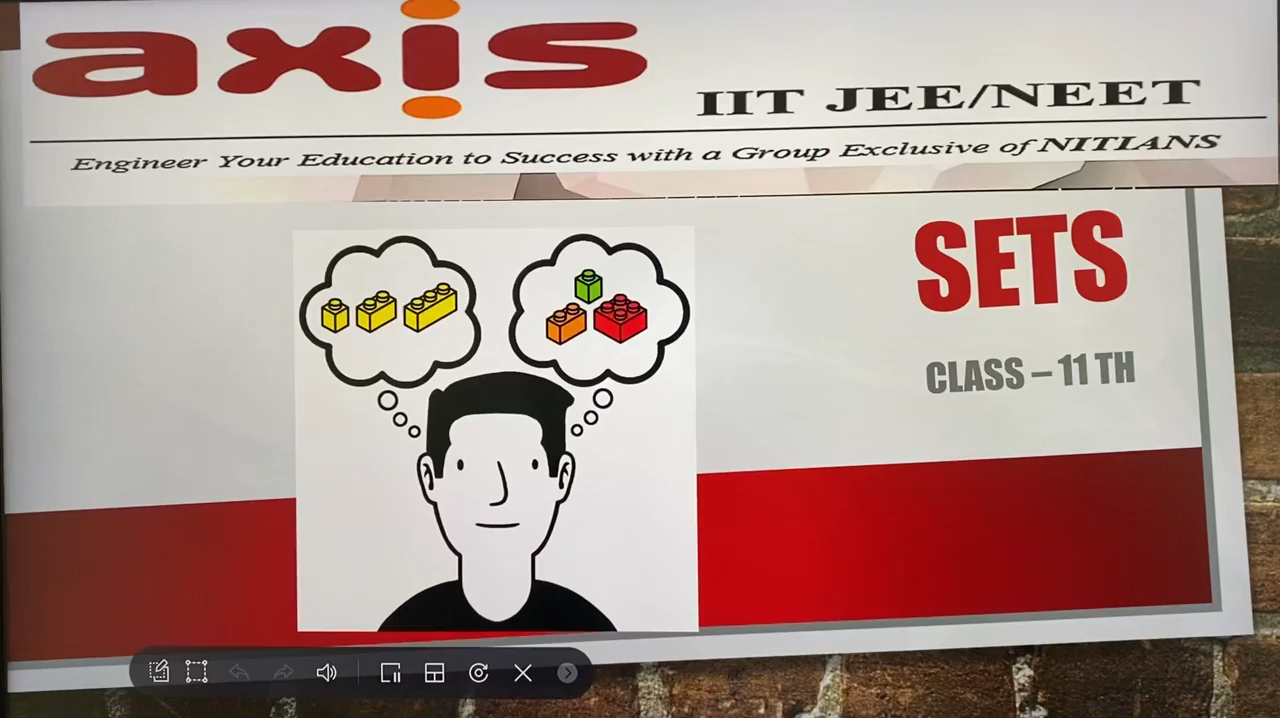 axis
IIT JEE/NEET
Engineer Your Education to Success with a Group Exclusive of NITIANS
SETS
CLASS – 11 TH